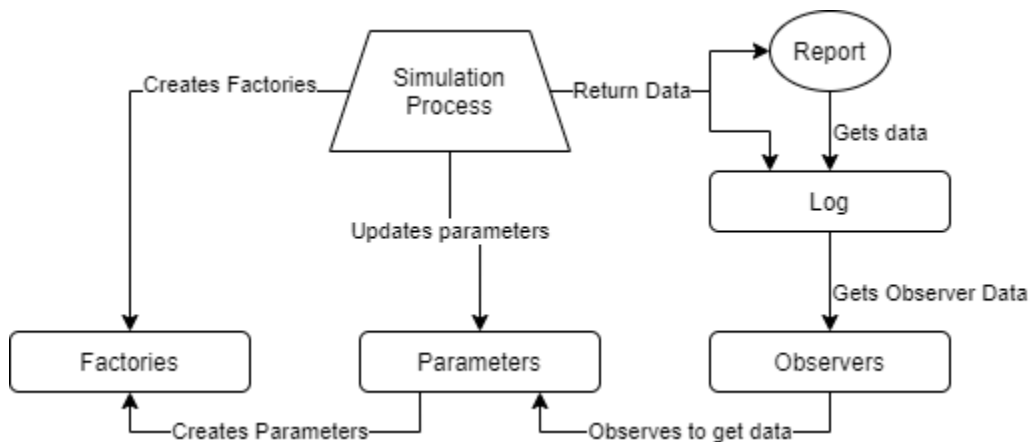 Report
Creates Factories
Simulation
Process
Return Data
Gets data
Log
Updates parameters
Gets Observer Data
Factories
Parameters
Observers
Creates Parameters
Observes to get data